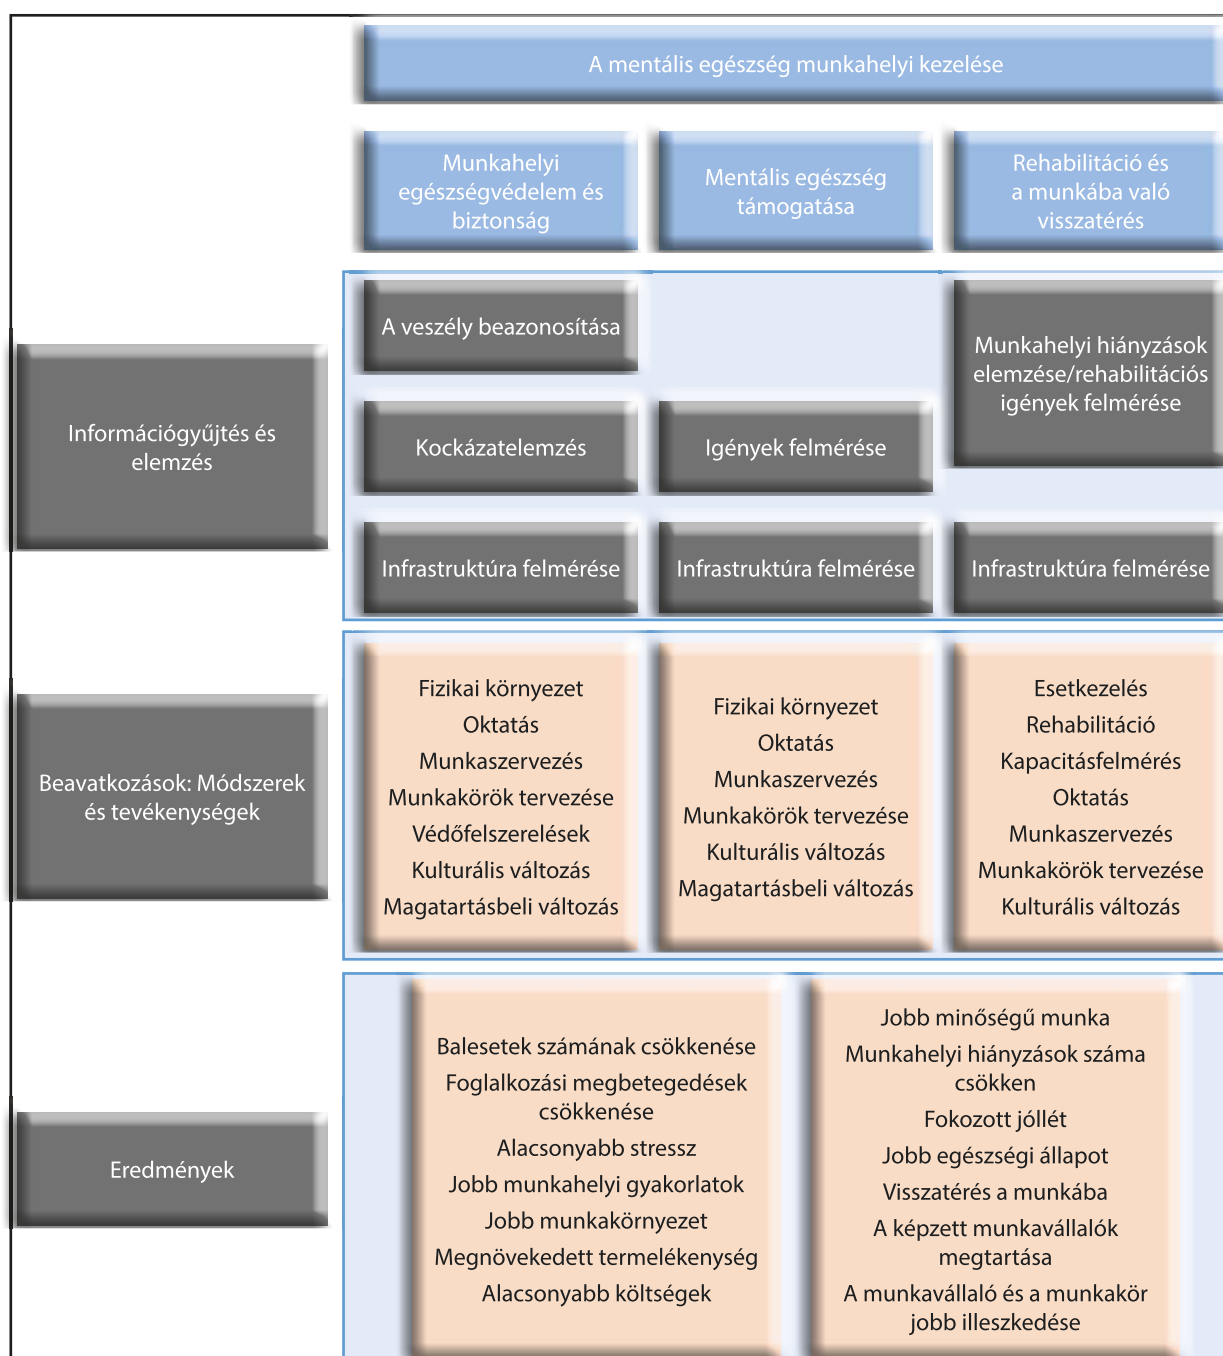 A mentális egészség munkahelyi kezelése
Munkahelyi
egészségvédelem és
biztonság
Mentális egészség
támogatása
Rehabilitáció és
a munkába való
visszatérés
Információgyűjtés és
elemzés
A veszély beazonosítása
Kockázatelemzés
Igények felmérése
Munkahelyi hiányzások
elemzése/rehabilitációs
igények felmérése
Infrastruktúra felmérése
Infrastruktúra felmérése
Infrastruktúra felmérése
Beavatkozások: Módszerek
és tevékenységek
Fizikai környezet
Oktatás
Munkaszervezés
Munkakörök tervezése
Védőfelszerelések
Kulturális változás
Magatartásbeli változás
Fizikai környezet
Oktatás
Munkaszervezés
Munkakörök tervezése
Kulturális változás
Magatartásbeli változás
Esetkezelés
Rehabilitáció
Kapacitásfelmérés
Oktatás
Munkaszervezés
Munkakörök tervezése
Kulturális változás
Eredmények
Balesetek számának csökkenése
Foglalkozási megbetegedések
csökkenése
Alacsonyabb stressz
Jobb munkahelyi gyakorlatok
Jobb munkakörnyezet
Megnövekedett termelékenység
Alacsonyabb költségek
Jobb minőségű munka
Munkahelyi hiányzások száma
csökken
Fokozott jóllét
Jobb egészségi állapot
Visszatérés a munkába
A képzett munkavállalók
megtartása
A munkavállaló és a munkakör
jobb illeszkedése